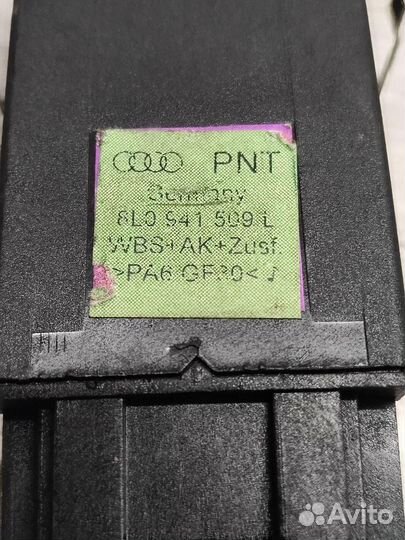 PNT
Germany
8L0 941 509 L
WBS+AK+Zusf.
>PA6 GF30<
Avito